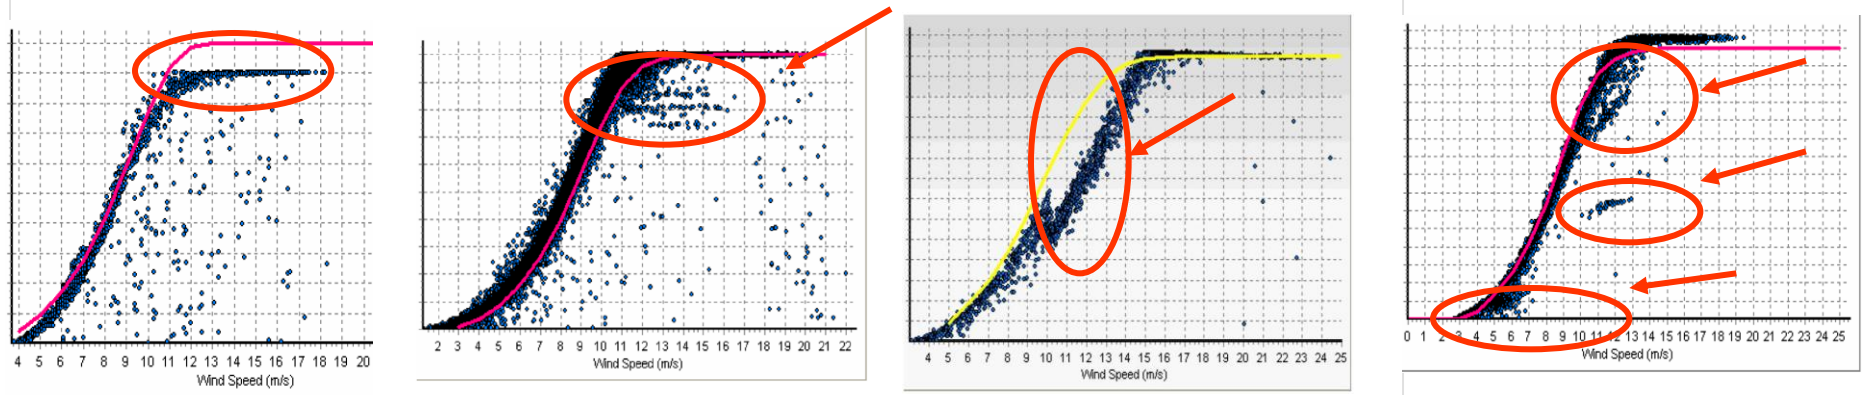 4 5 6 7 8 9 10 11 12 13 14 15 16 17 18 19 20
Wind Speed (m/s)
2 3 4 5 6 7 8 9 10 11 12 13 14 15 16 17 18 19 20 21 22
Wind Speed (m/s)
4 5 6 7 8 9 10 11 12 13 14 15 16 17 18 19 20 21 22 23 24 25
Wind Speed (m/s)
0 1 2 3 4 5 6 7 8 9 10 11 12 13 14 15 16 17 18 19 20 21 22 23 24 25
Wind Speed (m/s)